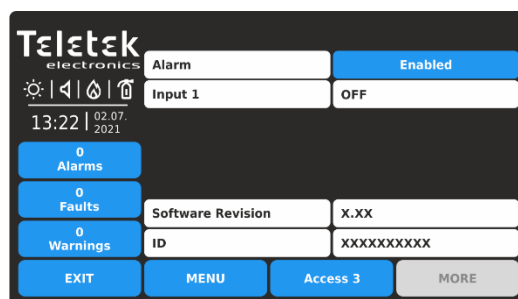 Teletek
electronics
13:22 02.07.
2021
0
Alarms
0
Faults
0
Warnings
Alarm Enabled
Input 1 OFF
Software Revision X.XX
ID XXXXXXXXXX
EXIT MENU Access 3 MORE